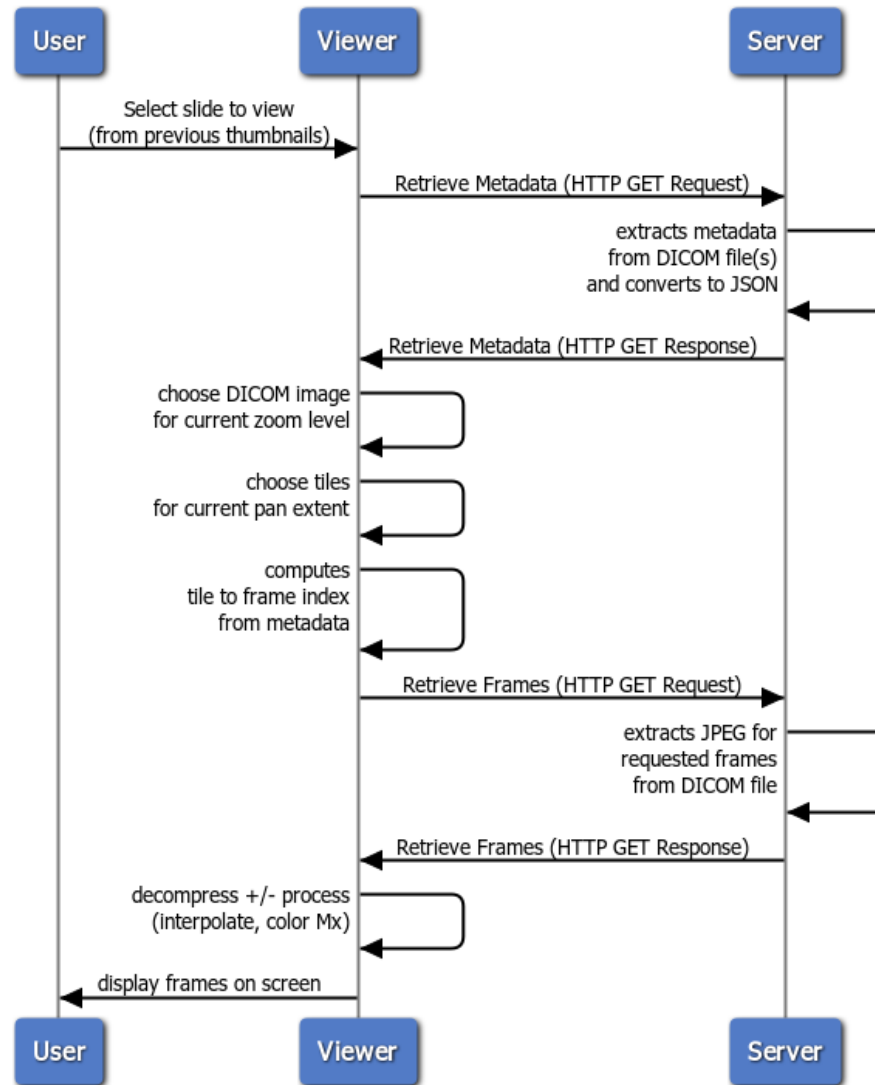 User
Viewer
Server
Select slide to view
(from previous thumbnails)
Retrieve Metadata (HTTP GET Request)
extracts metadata
from DICOM file(s)
and converts to JSON
Retrieve Metadata (HTTP GET Response)
choose DICOM image
for current zoom level
choose tiles
for current pan extent
computes
tile to frame index
from metadata
Retrieve Frames (HTTP GET Request)
extracts JPEG for
requested frames
from DICOM file
Retrieve Frames (HTTP GET Response)
decompress +/- process
(interpolate, color Mx)
display frames on screen
User
Viewer
Server